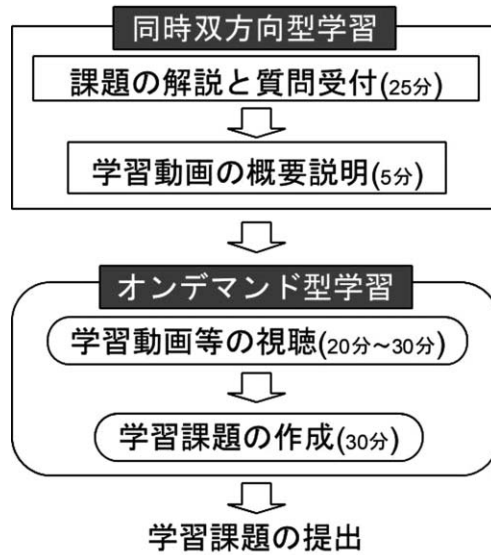 同時双方向型学習
課題の解説と質問受付(25分)
学習動画の概要説明(5分)
オンデマンド型学習
学習動画等の視聴(20分～30分)
学習課題の作成(30分)
学習課題の提出